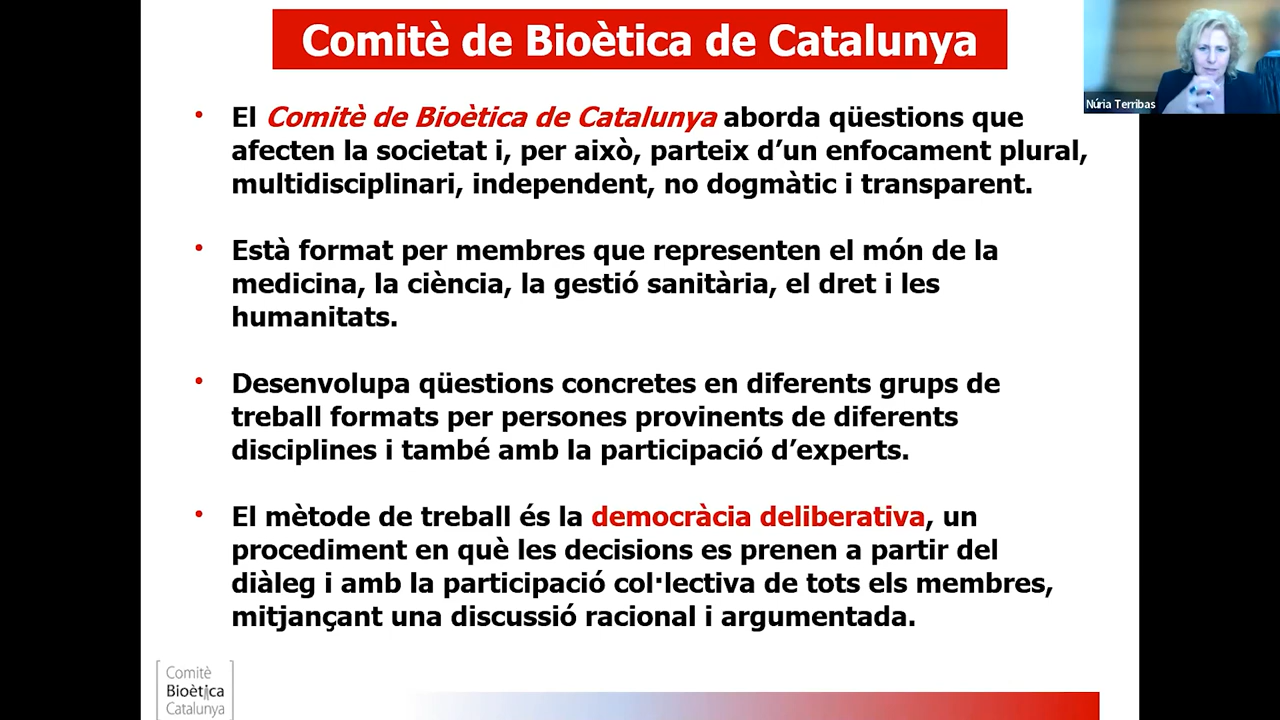 Comitè de Bioètica de Catalunya
Núria Terribas
• El Comitè de Bioètica de Catalunya aborda qüestions que
afecten la societat i, per això, parteix d’un enfocament plural,
multidisciplinari, independent, no dogmàtic i transparent.
• Està format per membres que representen el món de la
medicina, la ciència, la gestió sanitària, el dret i les
humanitats.
• Desenvolupa qüestions concretes en diferents grups de
treball formats per persones provinents de diferents
disciplines i també amb la participació d’experts.
• El mètode de treball és la democràcia deliberativa, un
procediment en què les decisions es prenen a partir del
diàleg i amb la participació col·lectiva de tots els membres,
mitjançant una discussió racional i argumentada.
Comitè
Bioètica
Catalunya